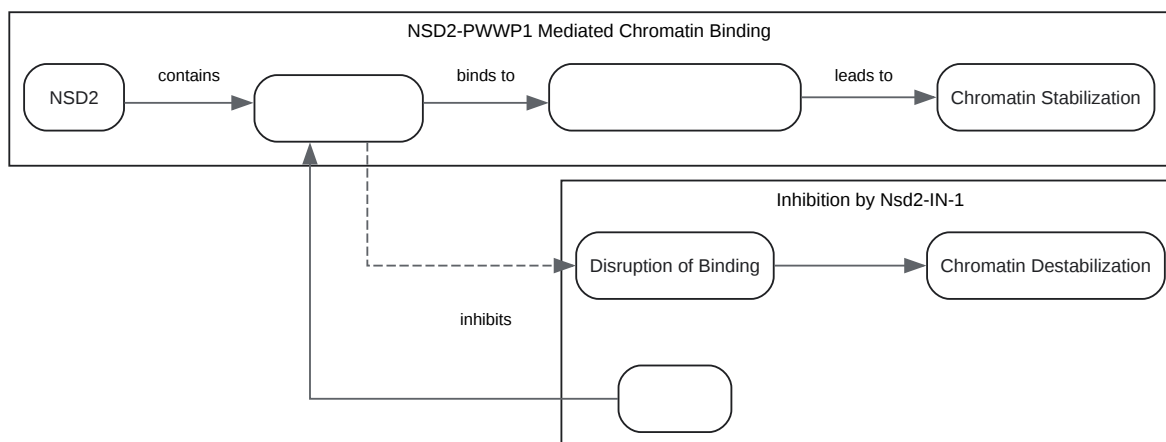 NSD2-PWWP1 Mediated Chromatin Binding
NSD2
contains
binds to
leads to
Chromatin Stabilization
Inhibition by Nsd2-IN-1
Disruption of Binding
Chromatin Destabilization
inhibits